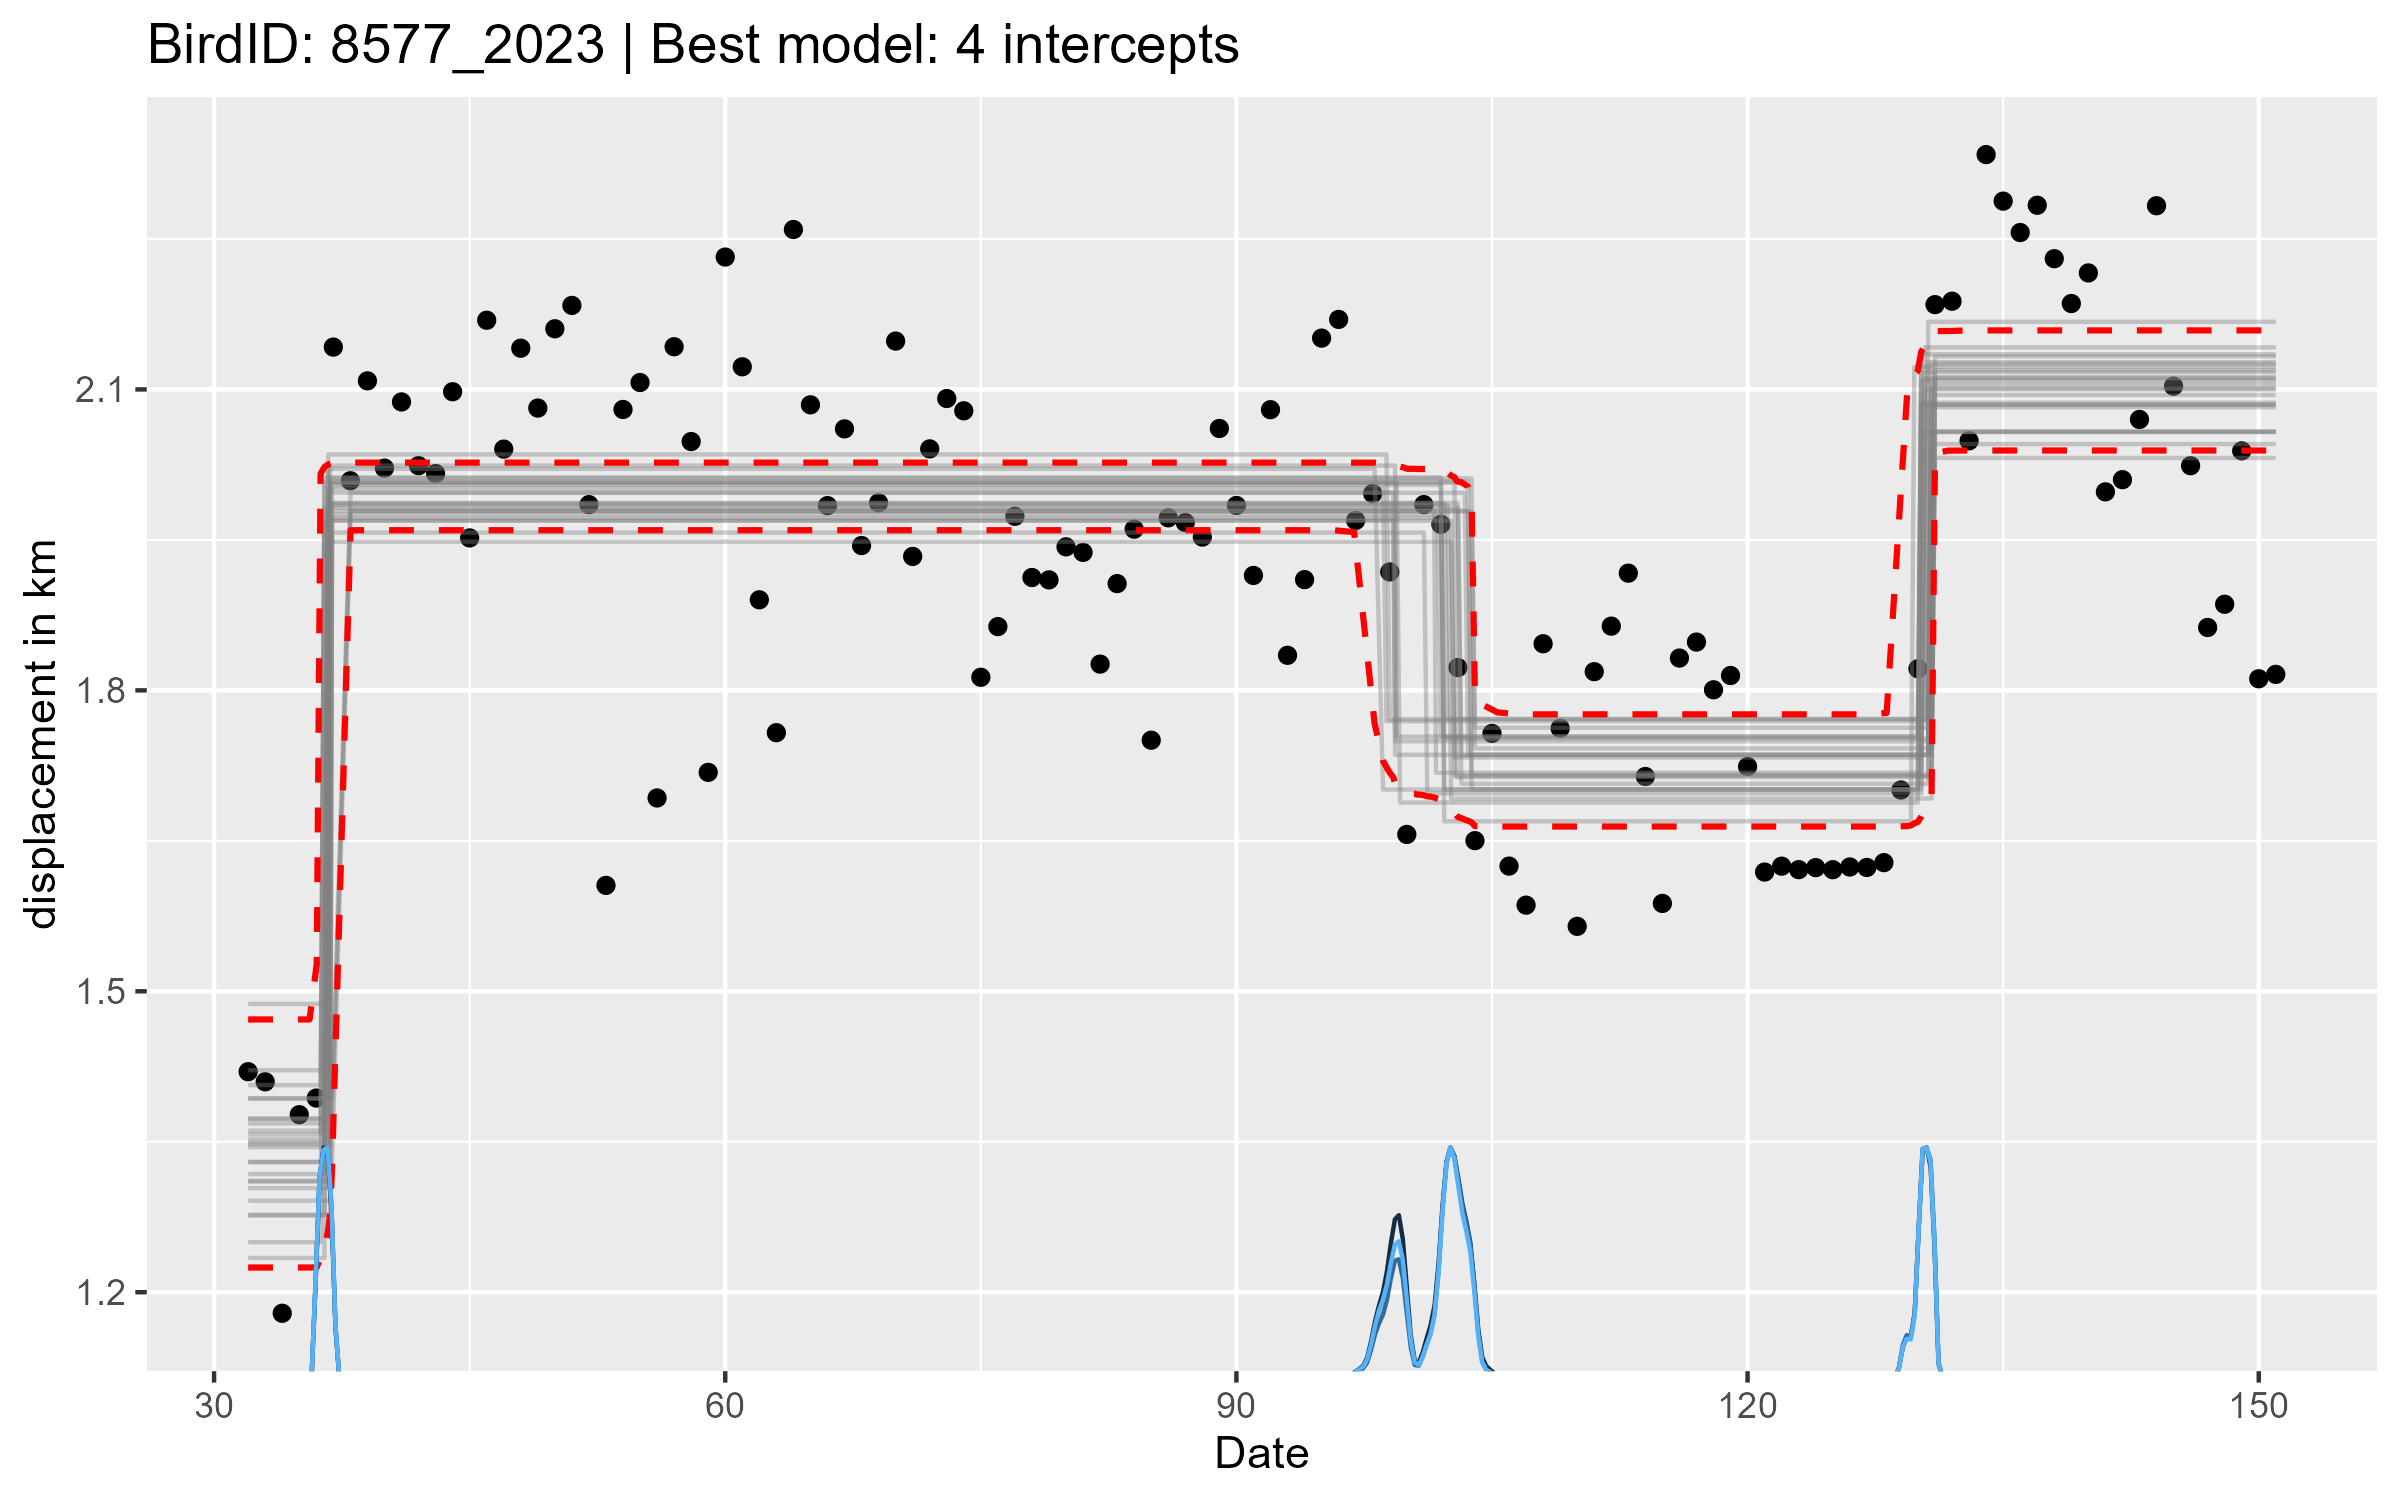 BirdID: 8577_2023 | Best model: 4 intercepts
displacement in km
2.1
1.8
1.5
1.2
30 60 90 120 150
Date